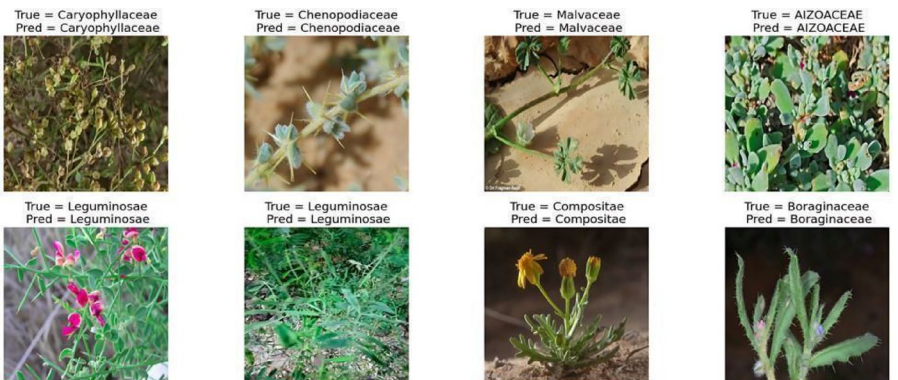 True = Caryophyllaceae
Pred = Caryophyllaceae
True = Chenopodiaceae
Pred = Chenopodiaceae
True = Malvaceae
Pred = Malvaceae
True = AIZOACEAE
Pred = AIZOACEAE
True = Leguminosae
Pred = Leguminosae
True = Leguminosae
Pred = Leguminosae
True = Compositae
Pred = Compositae
True = Boraginaceae
Pred = Boraginaceae